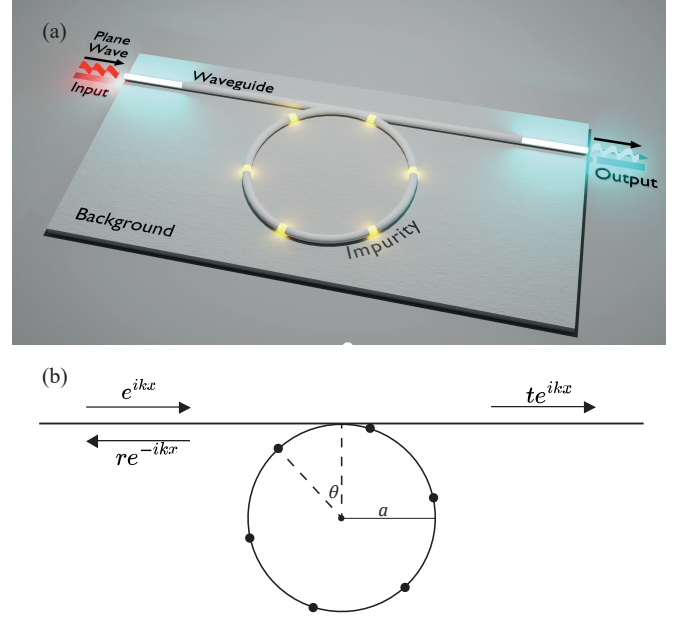 (a)
Plane
Wave
Input
Waveguide
Output
Background
Impurity
(b)
e^{ikx}
te^{ikx}
re^{-ikx}
θ
a